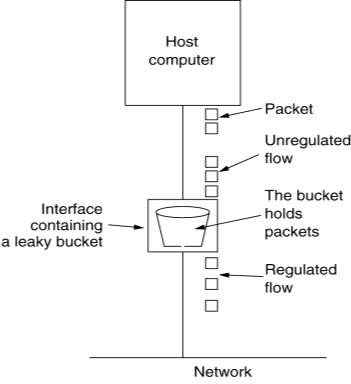 Host
computer
Packet
Unregulated
flow
The bucket
holds
packets
Interface
containing
a leaky bucket
Regulated
flow
Network